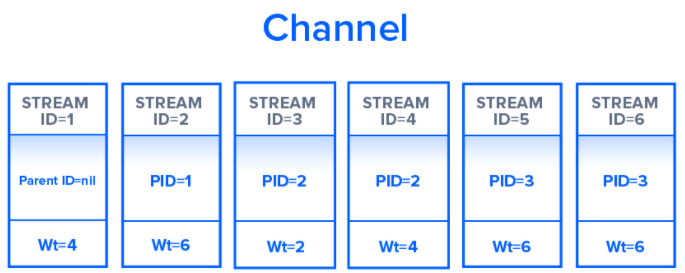 Channel
STREAM
ID=1
Parent ID=nil
Wt=4
STREAM
ID=2
PID=1
Wt=6
STREAM
ID=3
PID=2
Wt=2
STREAM
ID=4
PID=2
Wt=4
STREAM
ID=5
PID=3
Wt=6
STREAM
ID=6
PID=3
Wt=6